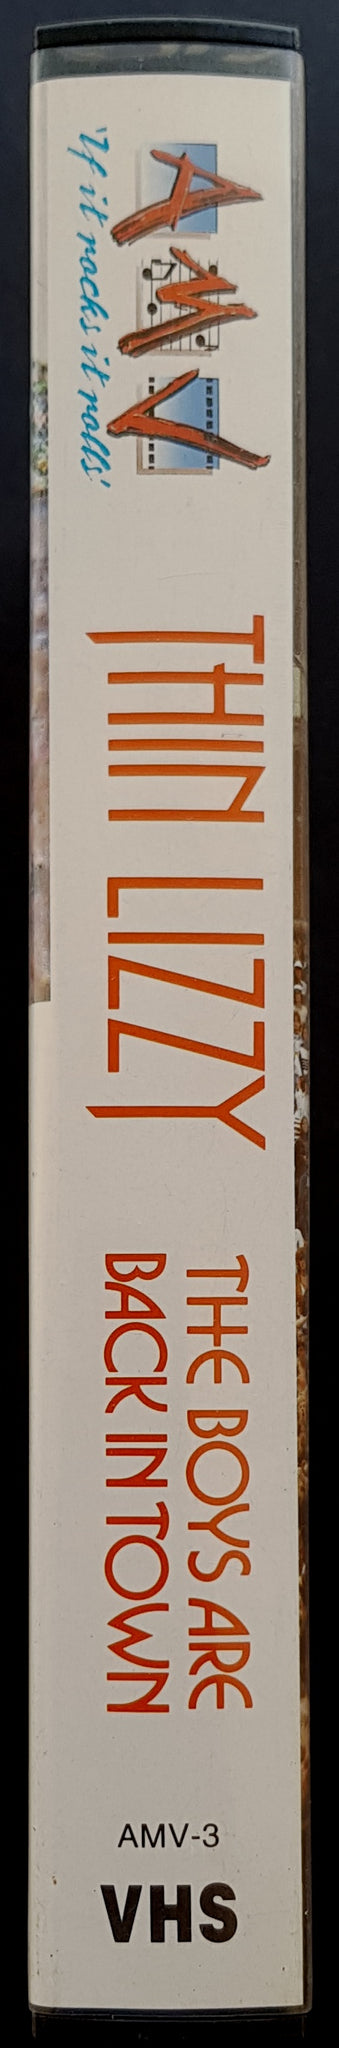 AMV
'If it rocks it rolls'
THIN LIZZY
THE BOYS ARE
BACK IN TOWN
AMV-3
VHS